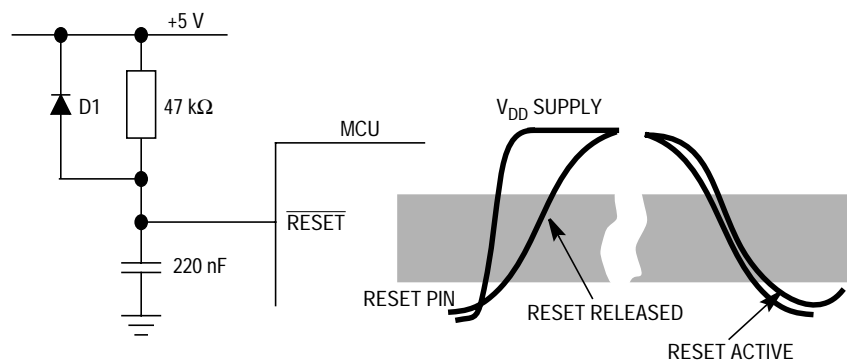 +5 V
D1
47 kΩ
MCU
RESET
220 nF
V_DD SUPPLY
RESET PIN
RESET RELEASED
RESET ACTIVE